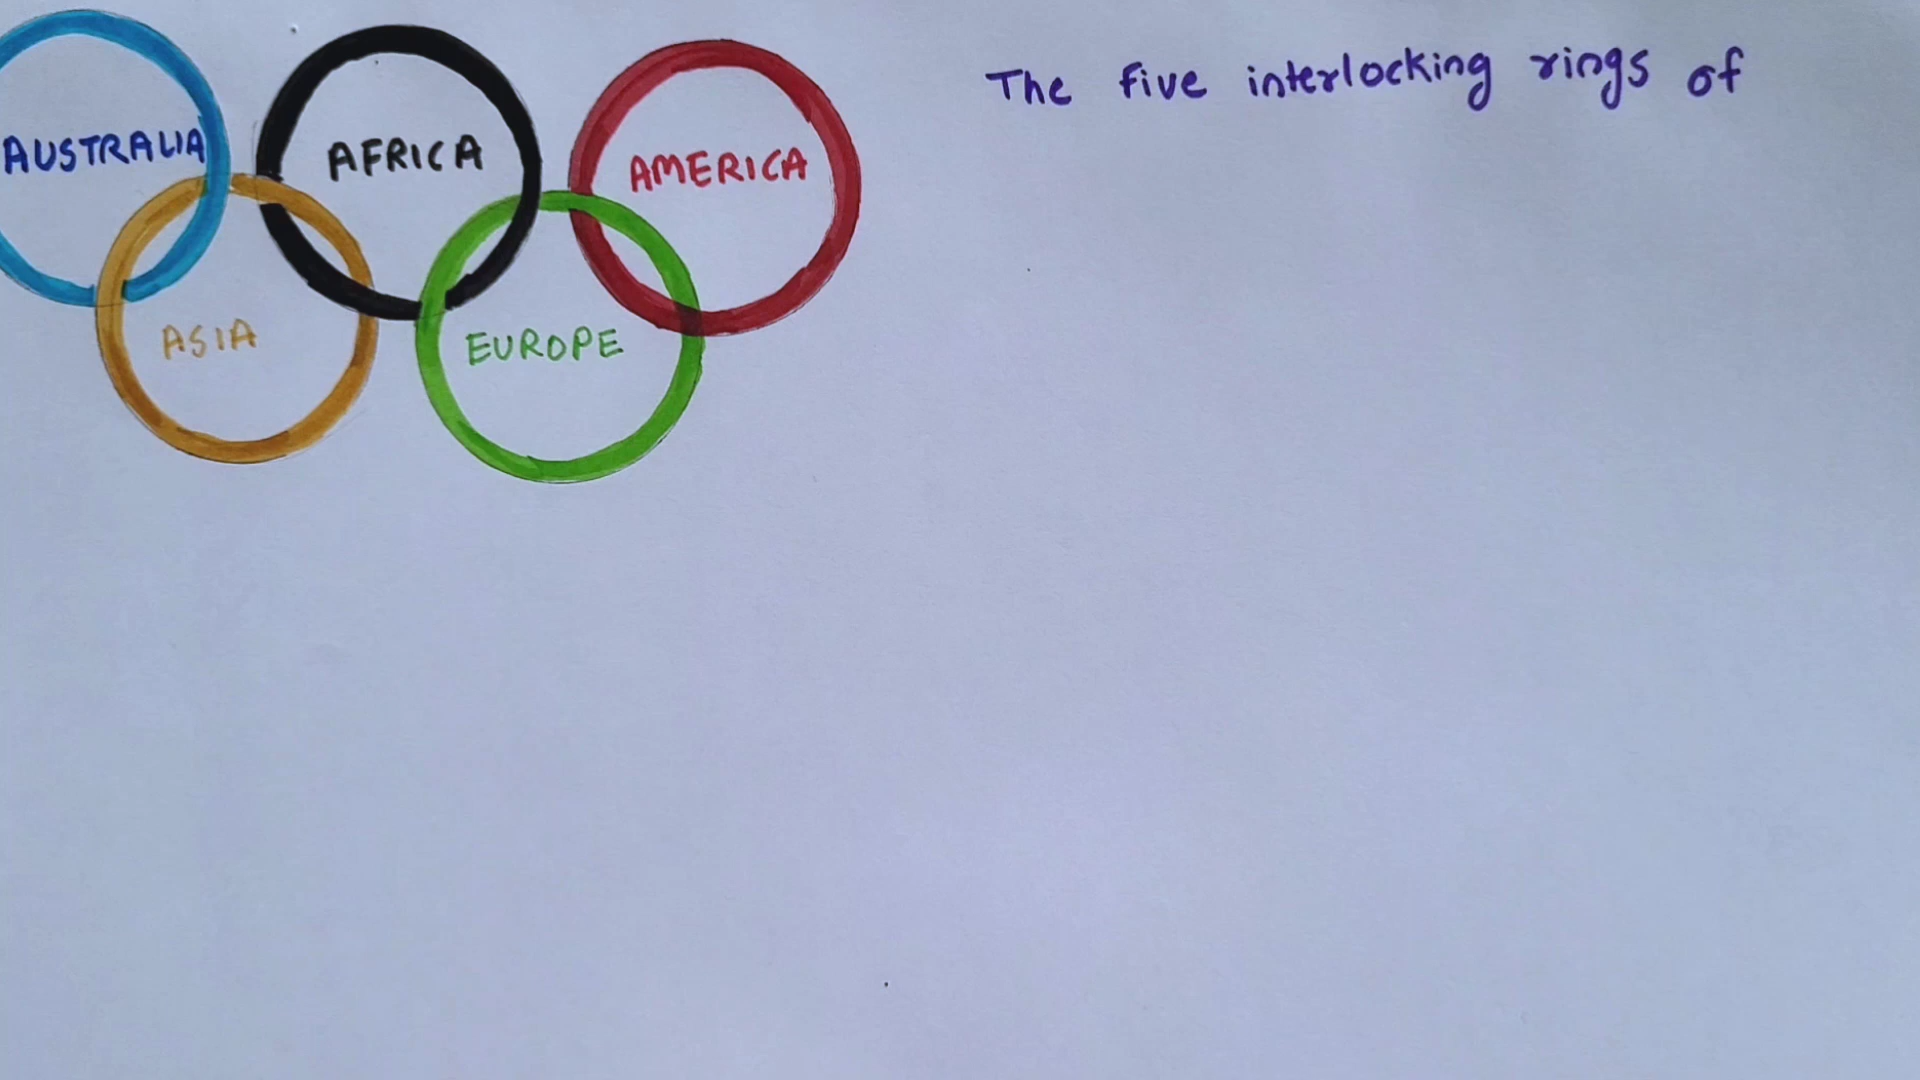 AUSTRALIA
AFRICA
AMERICA
ASIA
EUROPE
The five interlocking rings of